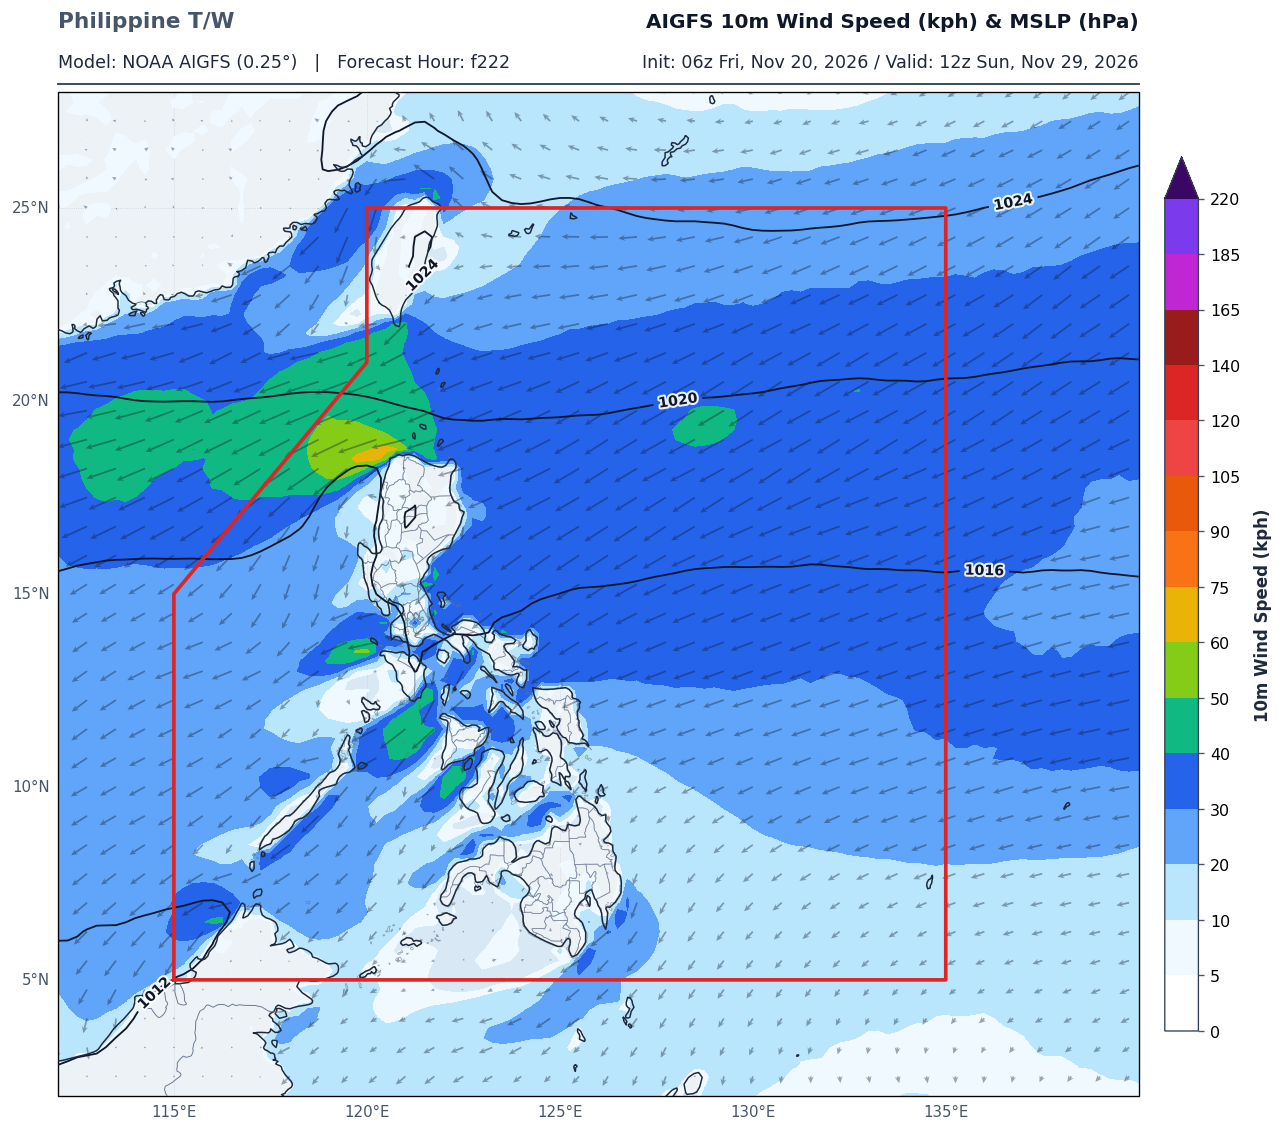 Philippine T/W
AIGFS 10m Wind Speed (kph) & MSLP (hPa)
Model: NOAA AIGFS (0.25°) | Forecast Hour: f222
Init: 06z Fri, Nov 20, 2026 / Valid: 12z Sun, Nov 29, 2026
25°N
20°N
15°N
10°N
5°N
115°E
120°E
125°E
130°E
135°E
1024
1024
1020
1016
1012
220
185
165
140
120
105
90
75
60
50
40
30
20
10
5
0
10m Wind Speed (kph)